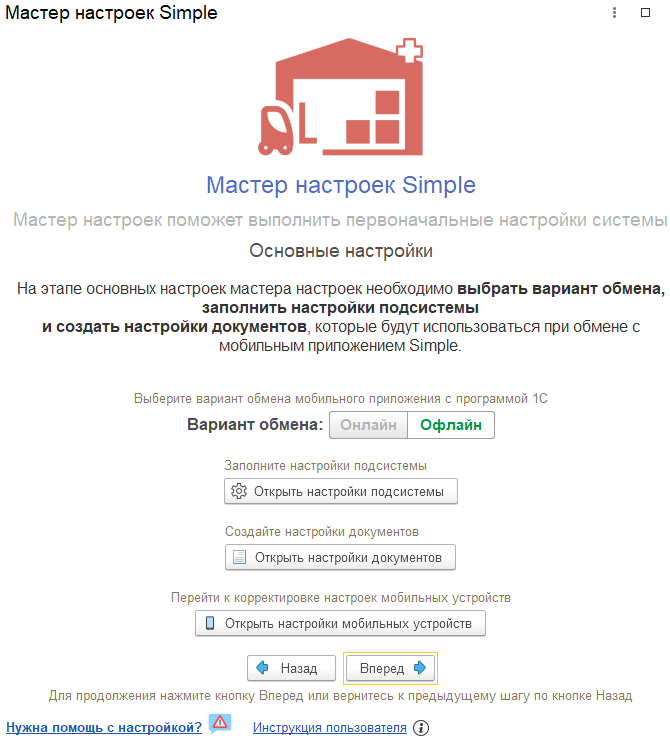 Мастер настроек Simple
Мастер настроек Simple
Мастер настроек поможет выполнить первоначальные настройки системы
Основные настройки
На этапе основных настроек мастера настроек необходимо выбрать вариант обмена,
заполнить настройки подсистемы
и создать настройки документов, которые будут использоваться при обмене с
мобильным приложением Simple.
Выберите вариант обмена мобильного приложения с программой 1С
Вариант обмена: Онлайн Офлайн
Заполните настройки подсистемы
Открыть настройки подсистемы
Создайте настройки документов
Открыть настройки документов
Перейти к корректировке настроек мобильных устройств
Открыть настройки мобильных устройств
Назад Вперед
Для продолжения нажмите кнопку Вперед или вернитесь к предыдущему шагу по кнопке Назад
Нужна помощь с настройкой? Инструкция пользователя